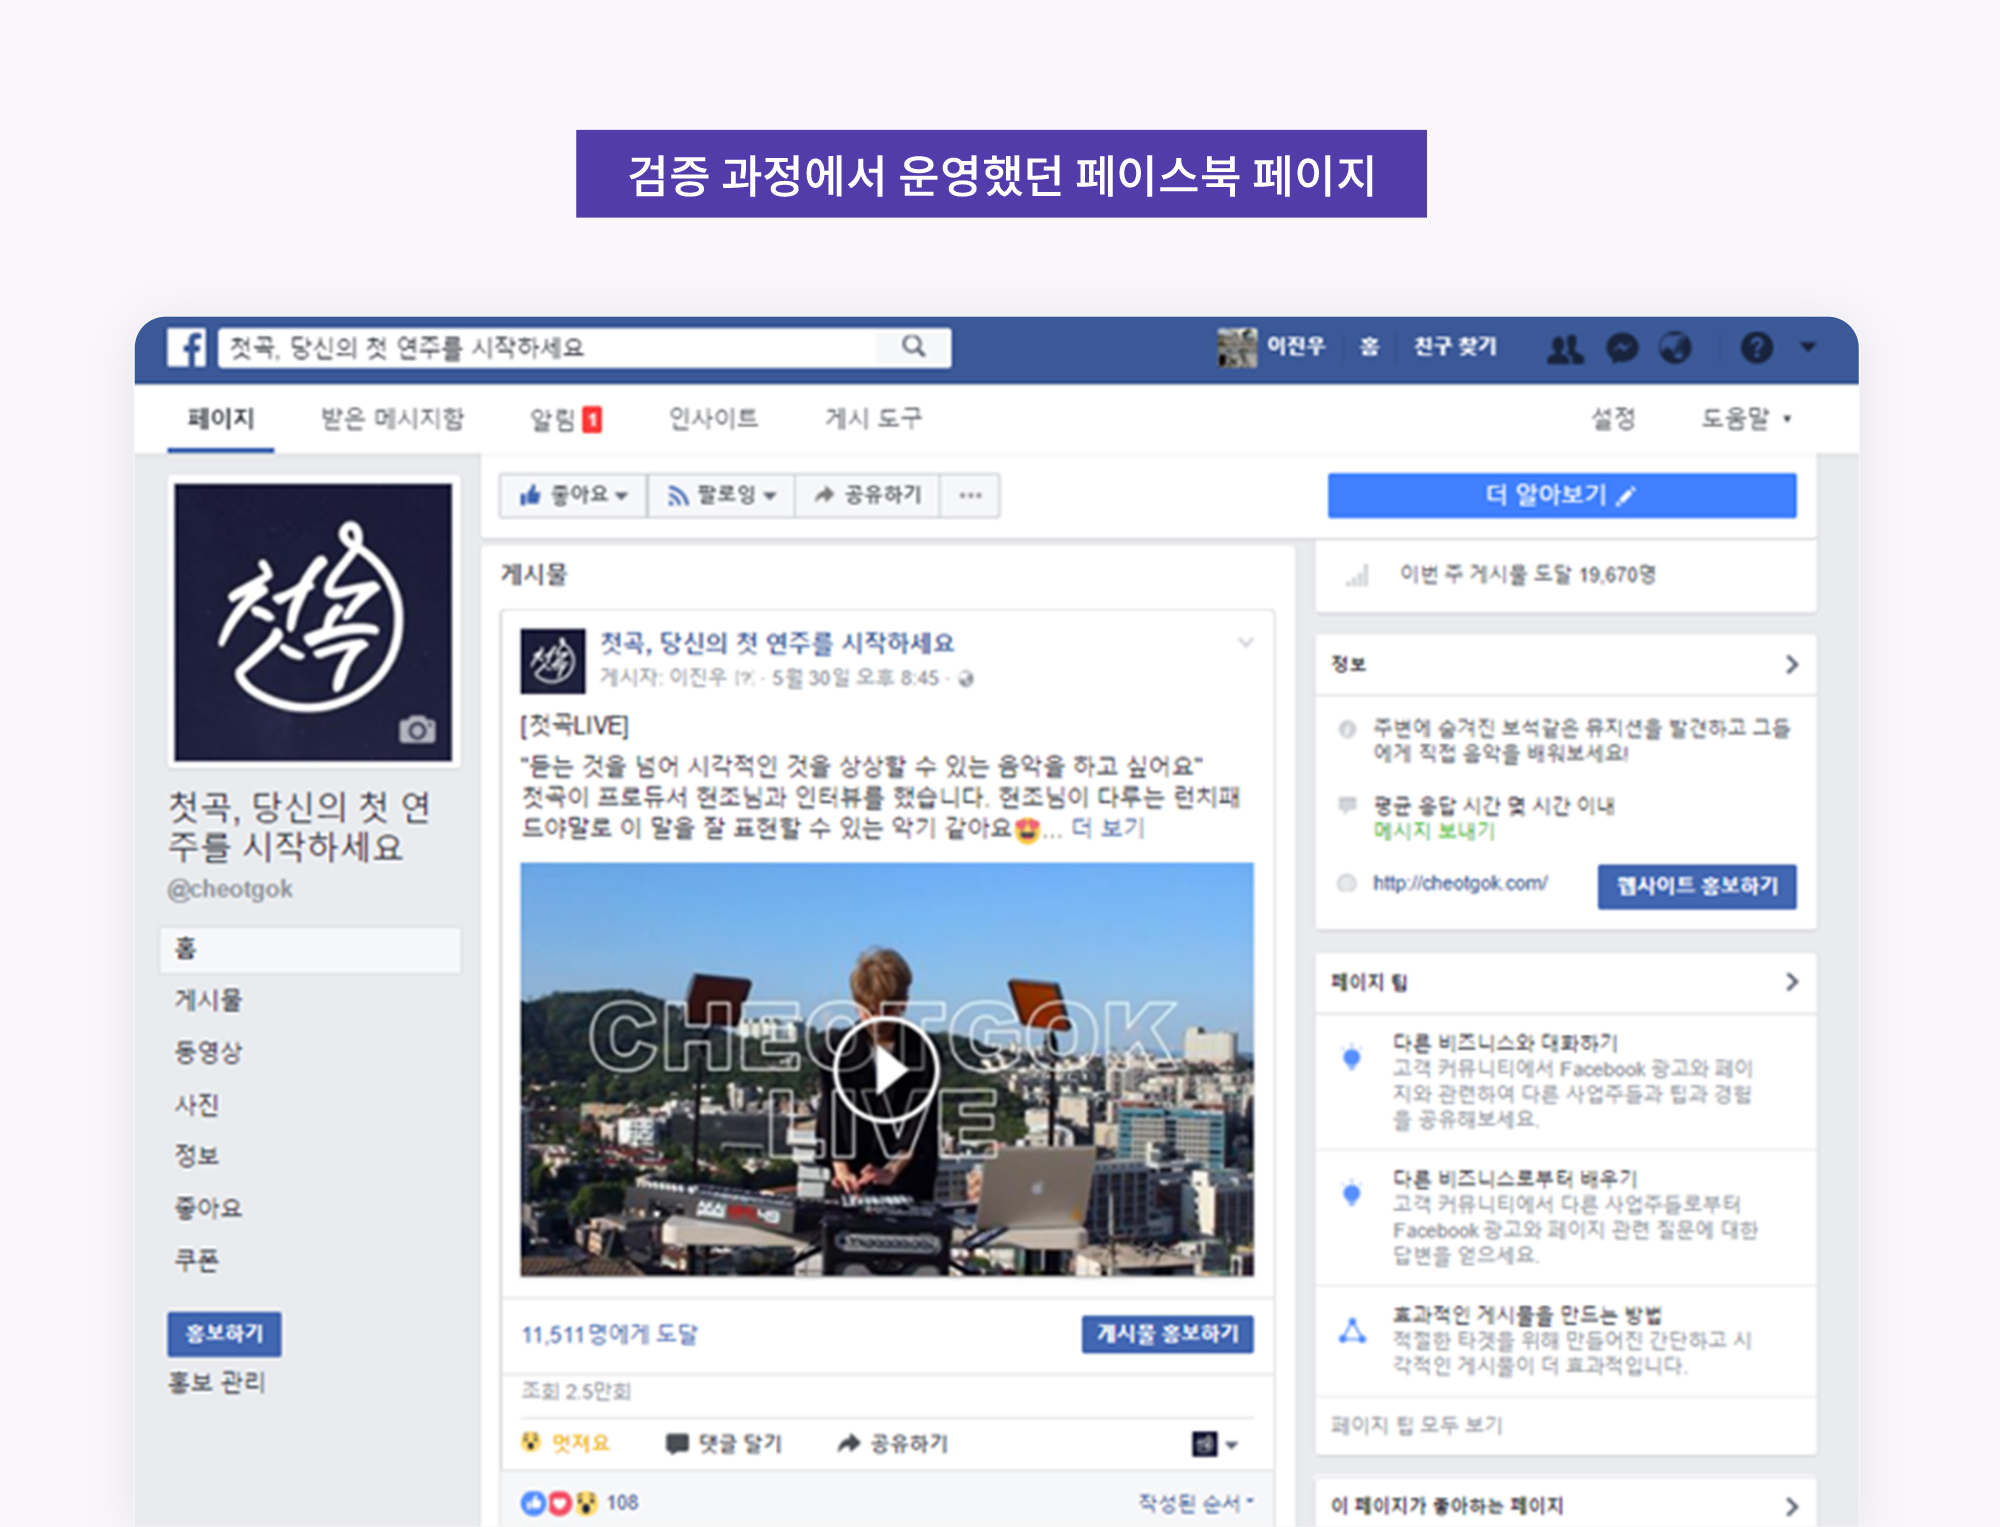 검증 과정에서 운영했던 페이스북 페이지
첫곡, 당신의 첫 연주를 시작하세요
이진우 홈 친구 찾기
페이지 받은 메시지함 알림 1 인사이트 게시 도구 설정 도움말
좋아요 팔로잉 공유하기 ... 더 알아보기
첫곡
첫곡, 당신의 첫 연
주를 시작하세요
@cheotgok
홈
게시물
동영상
사진
정보
좋아요
쿠폰
홍보하기
홍보 관리
게시물
첫곡
첫곡, 당신의 첫 연주를 시작하세요
게시자: 이진우 [?] · 5월 30일 오후 8:45 ·
[첫곡LIVE]
"듣는 것을 넘어 시각적인 것을 상상할 수 있는 음악을 하고 싶어요"
첫곡이 프로듀서 현조님과 인터뷰를 했습니다. 현조님이 다루는 런치패
드야말로 이 말을 잘 표현할 수 있는 악기 같아요😍... 더 보기
CHEOTGOK
LIVE
11,511명에게 도달 게시물 홍보하기
조회 2.5만회
멋져요 댓글 달기 공유하기
108 작성된 순서
이번 주 게시물 도달 19,670명
정보
주변에 숨겨진 보석같은 뮤지션을 발견하고 그들
에게 직접 음악을 배워보세요!
평균 응답 시간 몇 시간 이내
메시지 보내기
http://cheotgok.com/ 웹사이트 홍보하기
페이지 팁
다른 비즈니스와 대화하기
고객 커뮤니티에서 Facebook 광고와 페이
지와 관련하여 다른 사업주들과 팁과 경험
을 공유해보세요.
다른 비즈니스로부터 배우기
고객 커뮤니티에서 다른 사업주들로부터
Facebook 광고와 페이지 관련 질문에 대한
답변을 얻으세요.
효과적인 게시물을 만드는 방법
적절한 타겟을 위해 만들어진 간단하고 시
각적인 게시물이 더 효과적입니다.
페이지 팁 모두 보기
이 페이지가 좋아하는 페이지